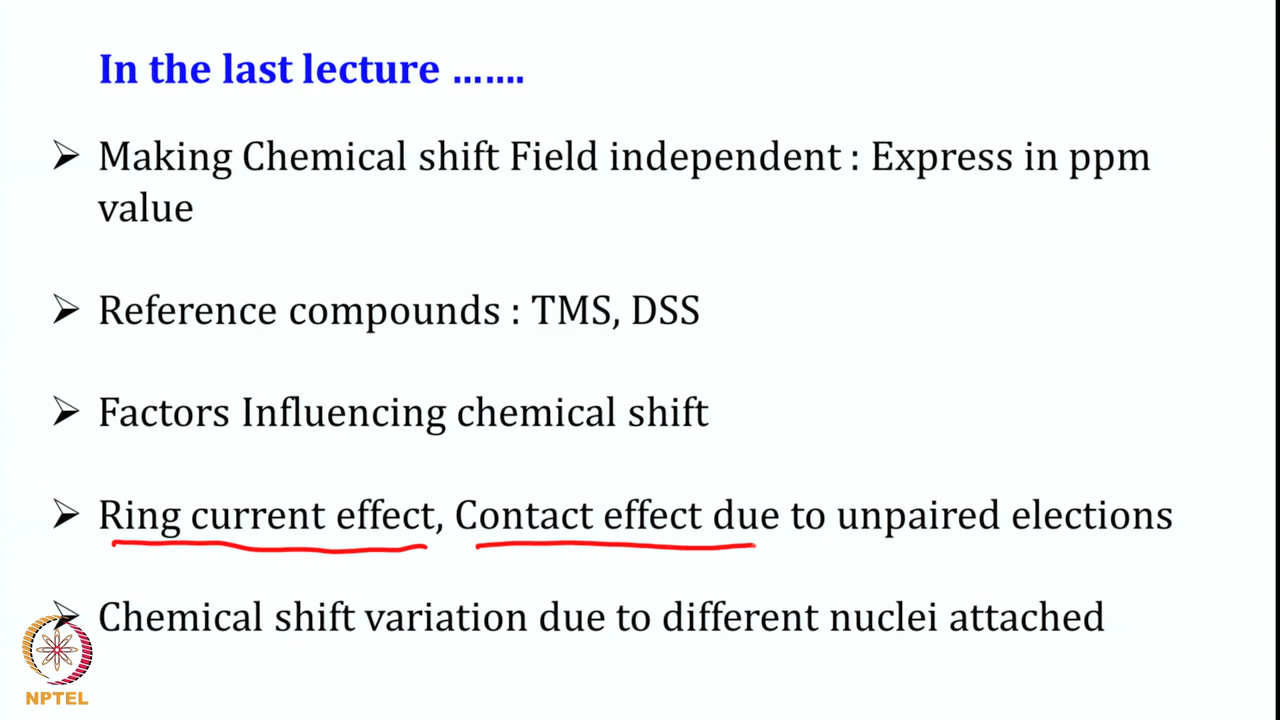 In the last lecture .......
➢ Making Chemical shift Field independent : Express in ppm
value
➢ Reference compounds : TMS, DSS
➢ Factors Influencing chemical shift
➢ Ring current effect, Contact effect due to unpaired elections
➢ Chemical shift variation due to different nuclei attached
NPTEL